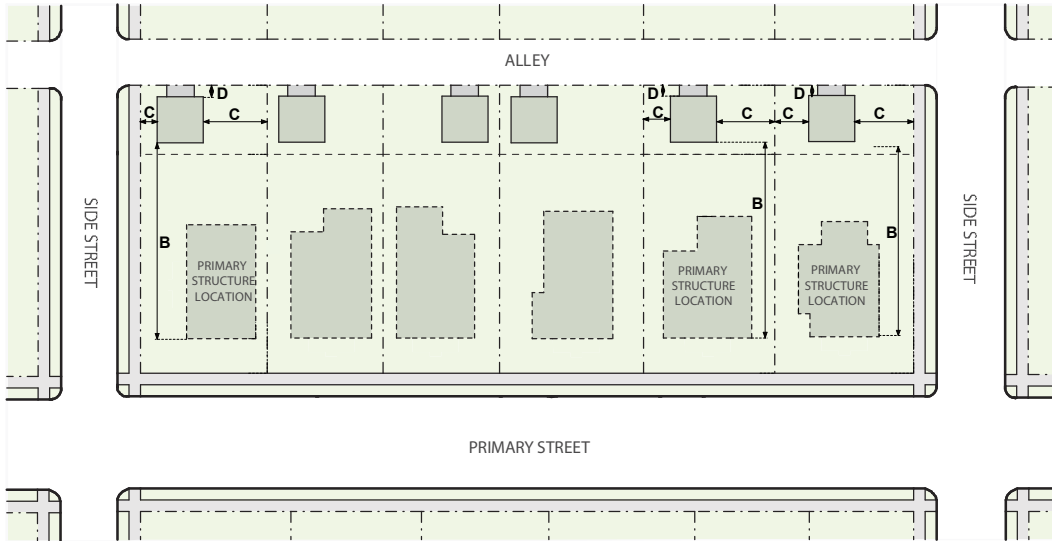 ALLEY
D
D
D
C
C
C
C
C
C
SIDE STREET
SIDE STREET
B
B
B
PRIMARY
STRUCTURE
LOCATION
PRIMARY
STRUCTURE
LOCATION
PRIMARY
STRUCTURE
LOCATION
PRIMARY STREET